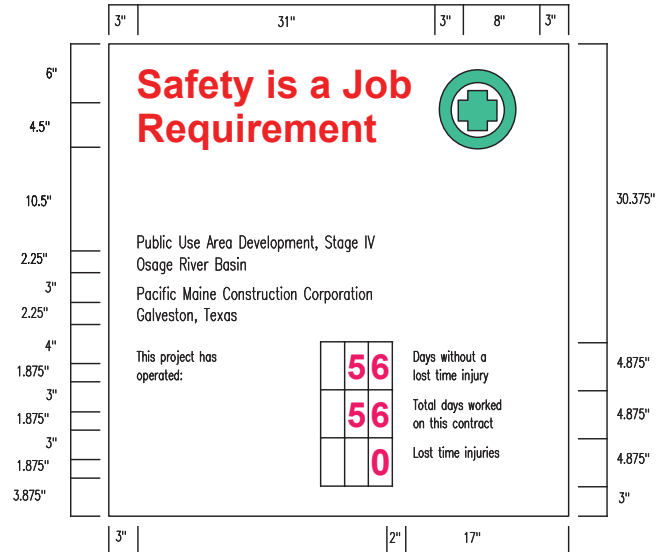 3" 31" 3" 8" 3"
6"
4.5"
10.5"
2.25"
3"
2.25"
4"
1.875"
3"
1.875"
3"
1.875"
3.875"
Safety is a Job
Requirement
Public Use Area Development, Stage IV
Osage River Basin
Pacific Maine Construction Corporation
Galveston, Texas
This project has
operated:
56
Days without a
lost time injury
56
Total days worked
on this contract
0
Lost time injuries
30.375"
4.875"
4.875"
4.875"
3"
3" 2" 17"